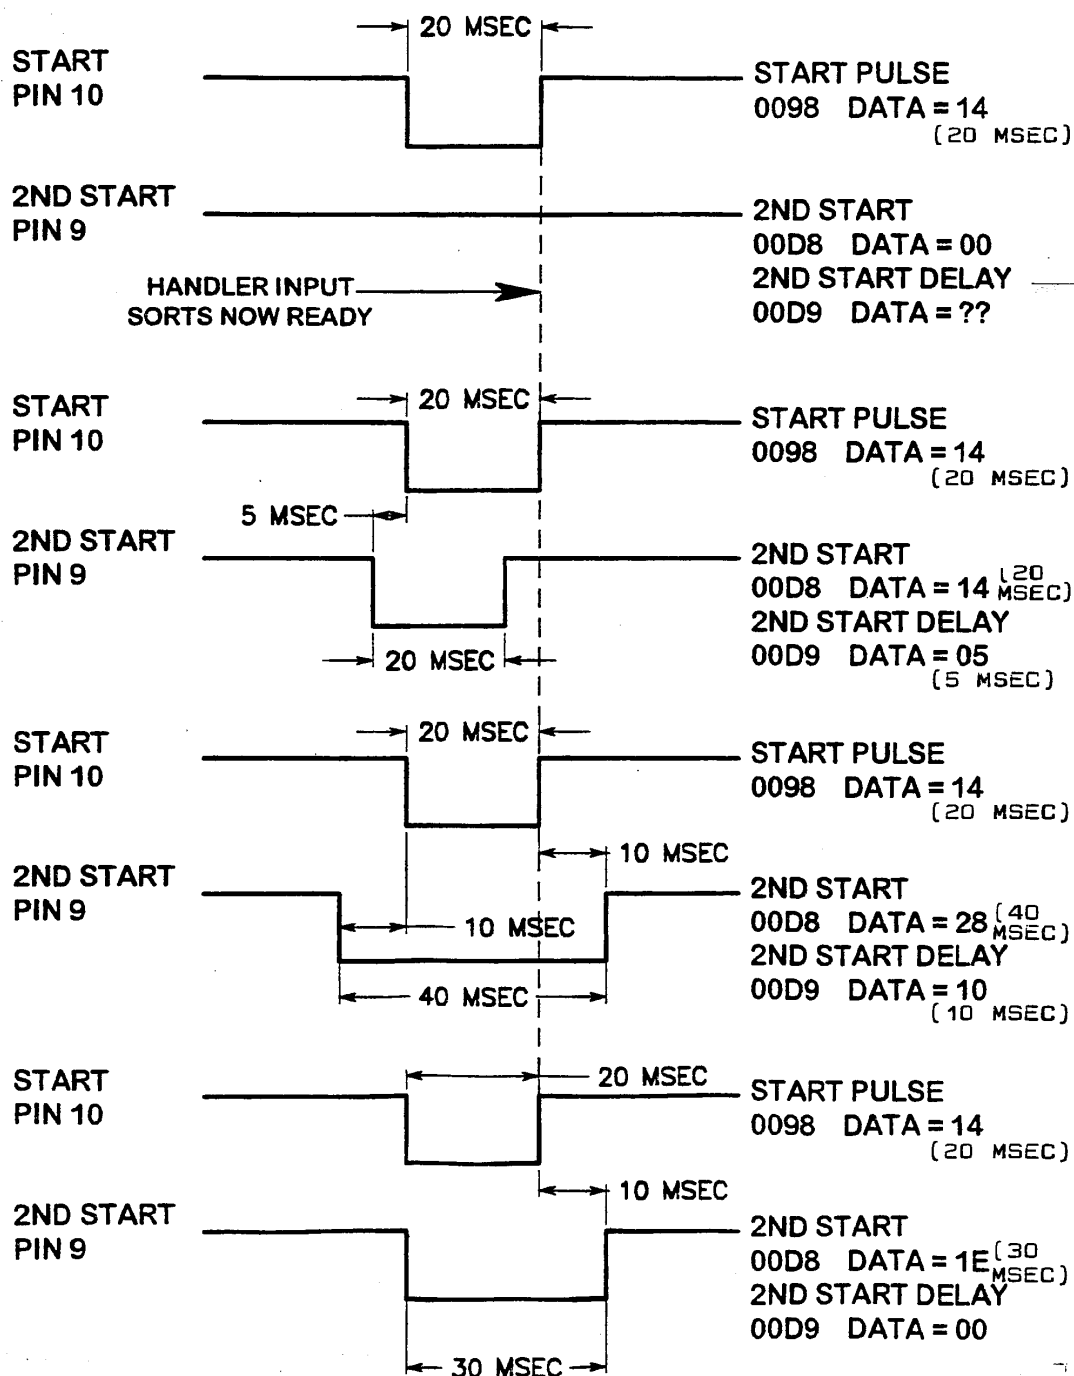 20 MSEC
START
PIN 10
START PULSE
0098 DATA = 14
(20 MSEC)
2ND START
PIN 9
2ND START
00D8 DATA = 00
2ND START DELAY
00D9 DATA = ??
HANDLER INPUT
SORTS NOW READY
20 MSEC
START
PIN 10
START PULSE
0098 DATA = 14
(20 MSEC)
5 MSEC
2ND START
PIN 9
2ND START
00D8 DATA = 14 (20
MSEC)
2ND START DELAY
00D9 DATA = 05
(5 MSEC)
20 MSEC
20 MSEC
START
PIN 10
START PULSE
0098 DATA = 14
(20 MSEC)
10 MSEC
2ND START
PIN 9
10 MSEC
2ND START
00D8 DATA = 28 (40
MSEC)
2ND START DELAY
00D9 DATA = 10
(10 MSEC)
40 MSEC
START
PIN 10
20 MSEC
START PULSE
0098 DATA = 14
(20 MSEC)
10 MSEC
2ND START
PIN 9
2ND START
00D8 DATA = 1E (30
MSEC)
2ND START DELAY
00D9 DATA = 00
30 MSEC